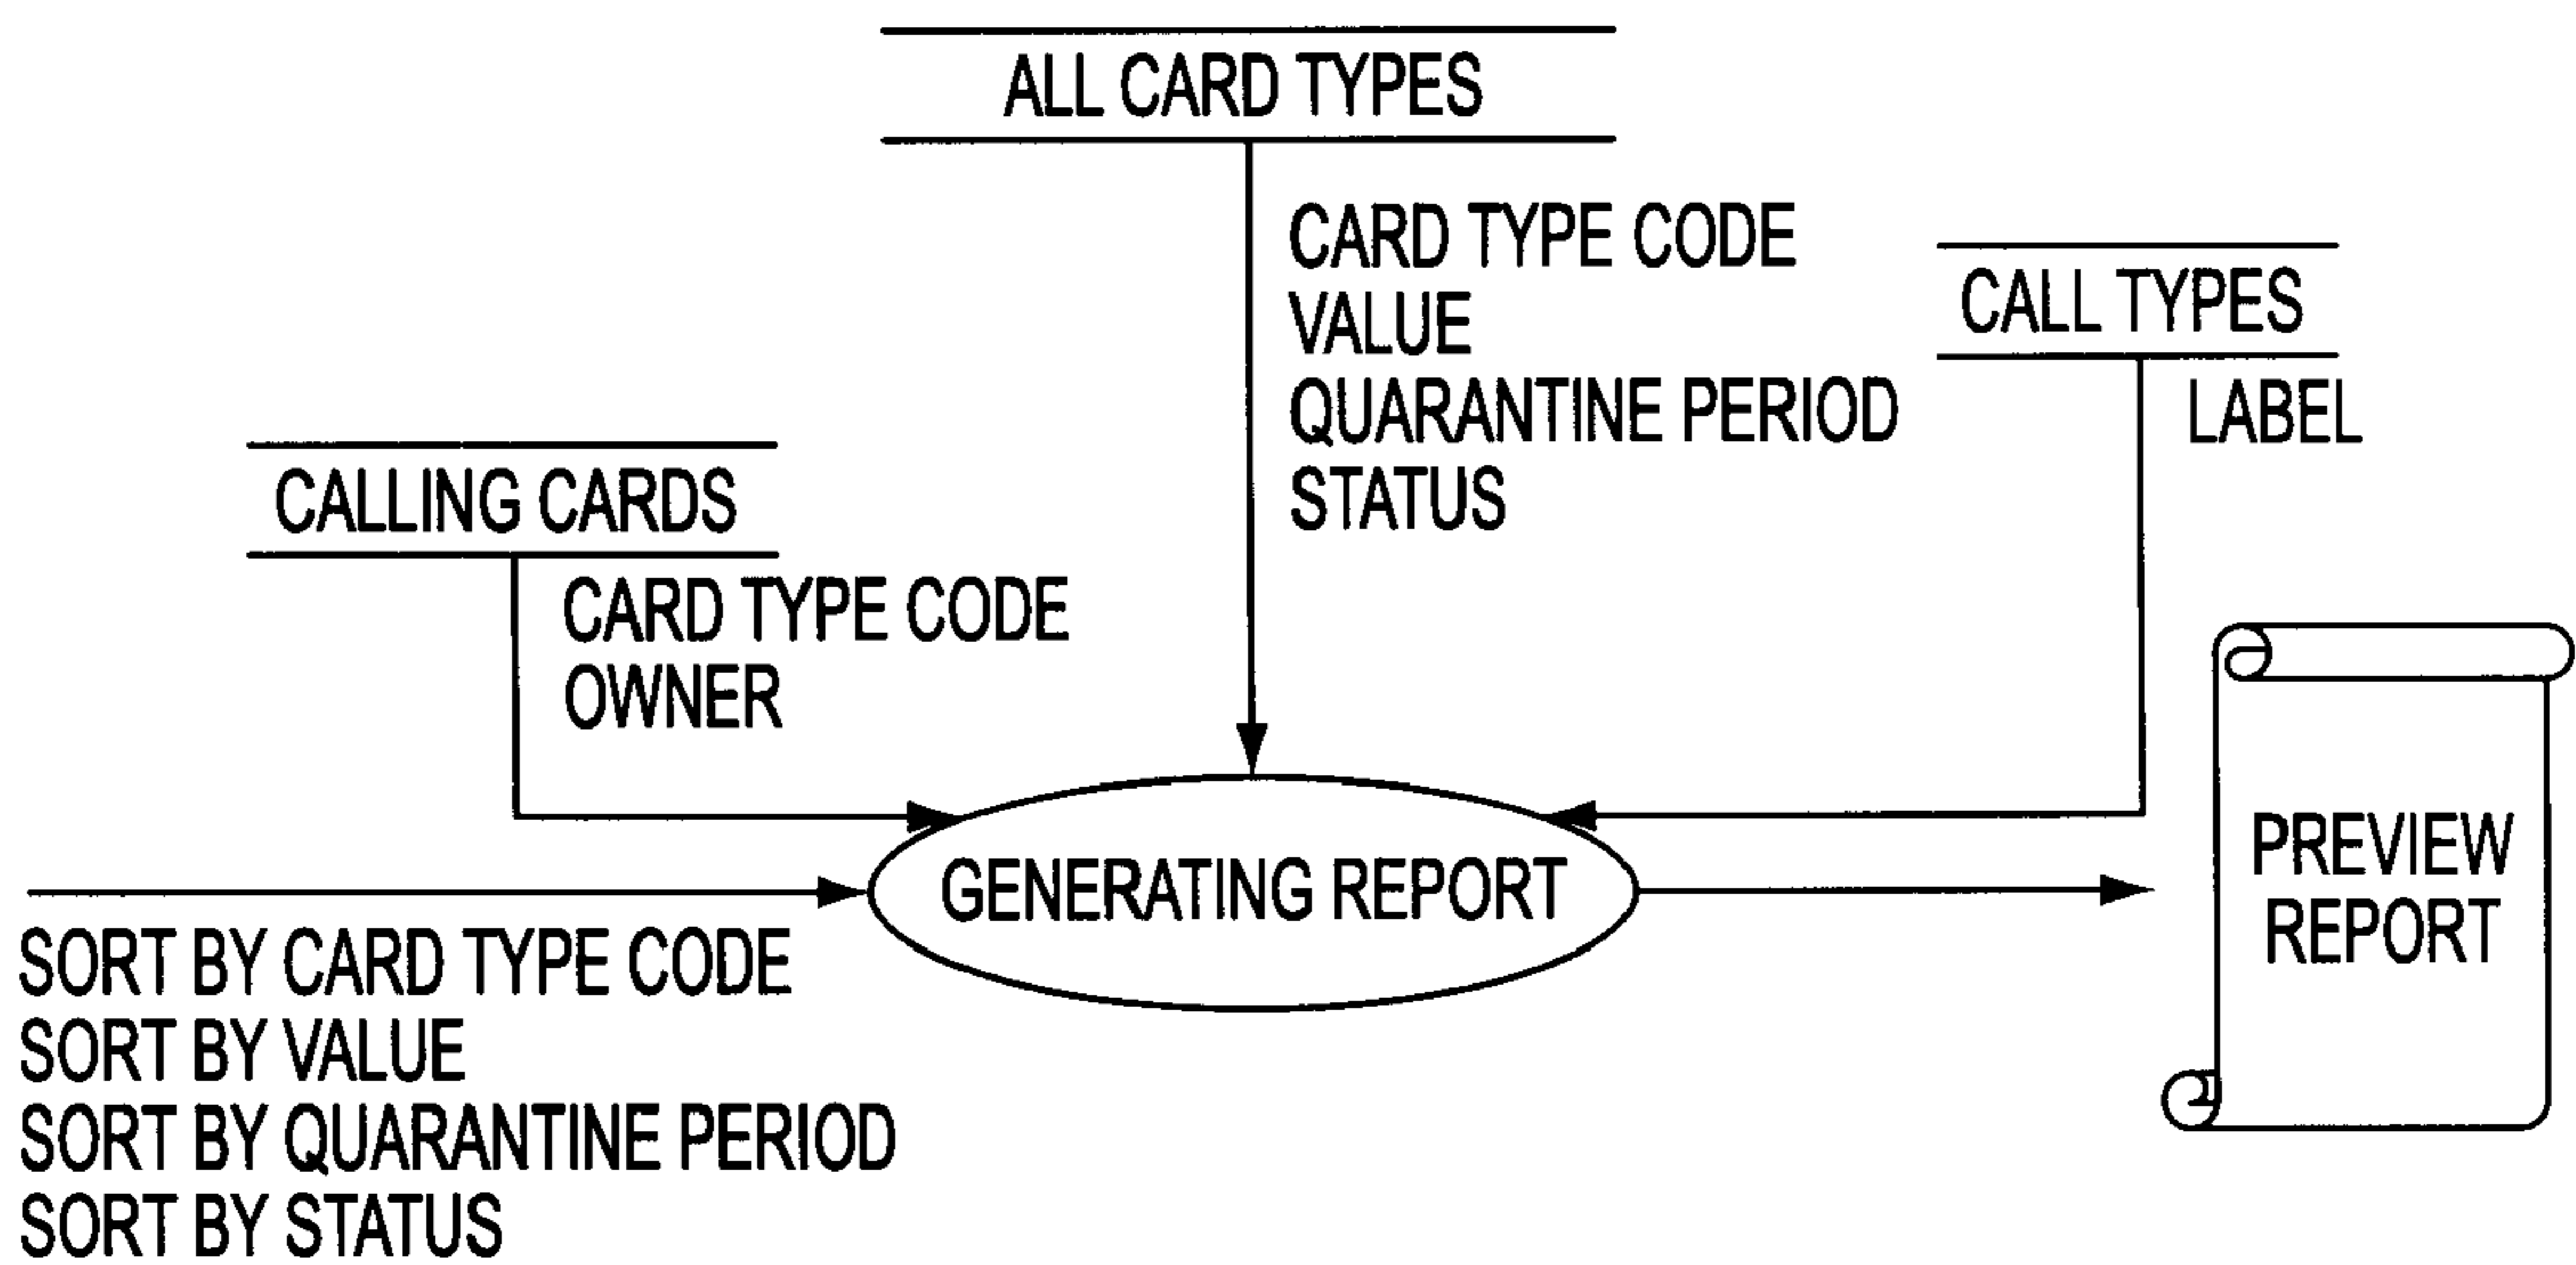 ALL CARD TYPES
CARD TYPE CODE
VALUE
QUARANTINE PERIOD
STATUS
CALL TYPES
LABEL
CALLING CARDS
CARD TYPE CODE
OWNER
GENERATING REPORT
PREVIEW
REPORT
SORT BY CARD TYPE CODE
SORT BY VALUE
SORT BY QUARANTINE PERIOD
SORT BY STATUS